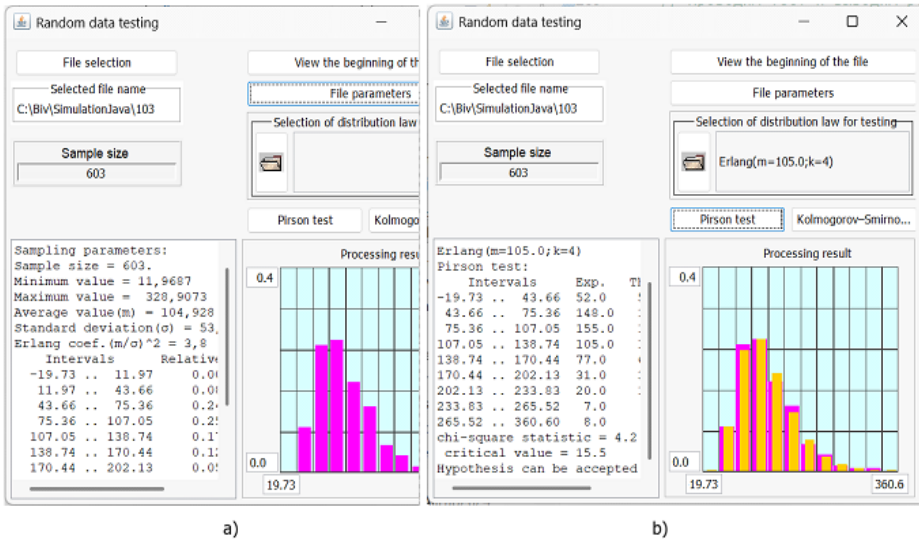 Random data testing
File selection
View the beginning of th
Selected file name
C:\Biv\SimulationJava\103
File parameters
Selection of distribution law
Sample size
603
Pirson test
Kolmogo
Sampling parameters:
Sample size = 603.
Minimum value = 11,9687
Maximum value = 328,9073
Average value(m) = 104,928
Standard deviation(σ) = 53,
Erlang coef.(m/σ)^2 = 3,8
Intervals Relative
-19.73 .. 11.97 0.00
11.97 .. 43.66 0.08
43.66 .. 75.36 0.24
75.36 .. 107.05 0.25
107.05 .. 138.74 0.17
138.74 .. 170.44 0.12
170.44 .. 202.13 0.05
Processing resu
0.4
0.0
19.73
a)
Random data testing
File selection
View the beginning of the file
Selected file name
C:\Biv\SimulationJava\103
File parameters
Selection of distribution law for testing
Erlang(m=105.0;k=4)
Sample size
603
Pirson test
Kolmogorov-Smirno...
Erlang(m=105.0;k=4)
Pirson test:
Intervals Exp.
-19.73 .. 43.66 52.0
43.66 .. 75.36 148.0
75.36 .. 107.05 155.0
107.05 .. 138.74 105.0
138.74 .. 170.44 77.0
170.44 .. 202.13 31.0
202.13 .. 233.83 20.0
233.83 .. 265.52 7.0
265.52 .. 360.60 8.0
chi-square statistic = 4.2
critical value = 15.5
Hypothesis can be accepted
Processing result
0.4
0.0
19.73
360.6
b)